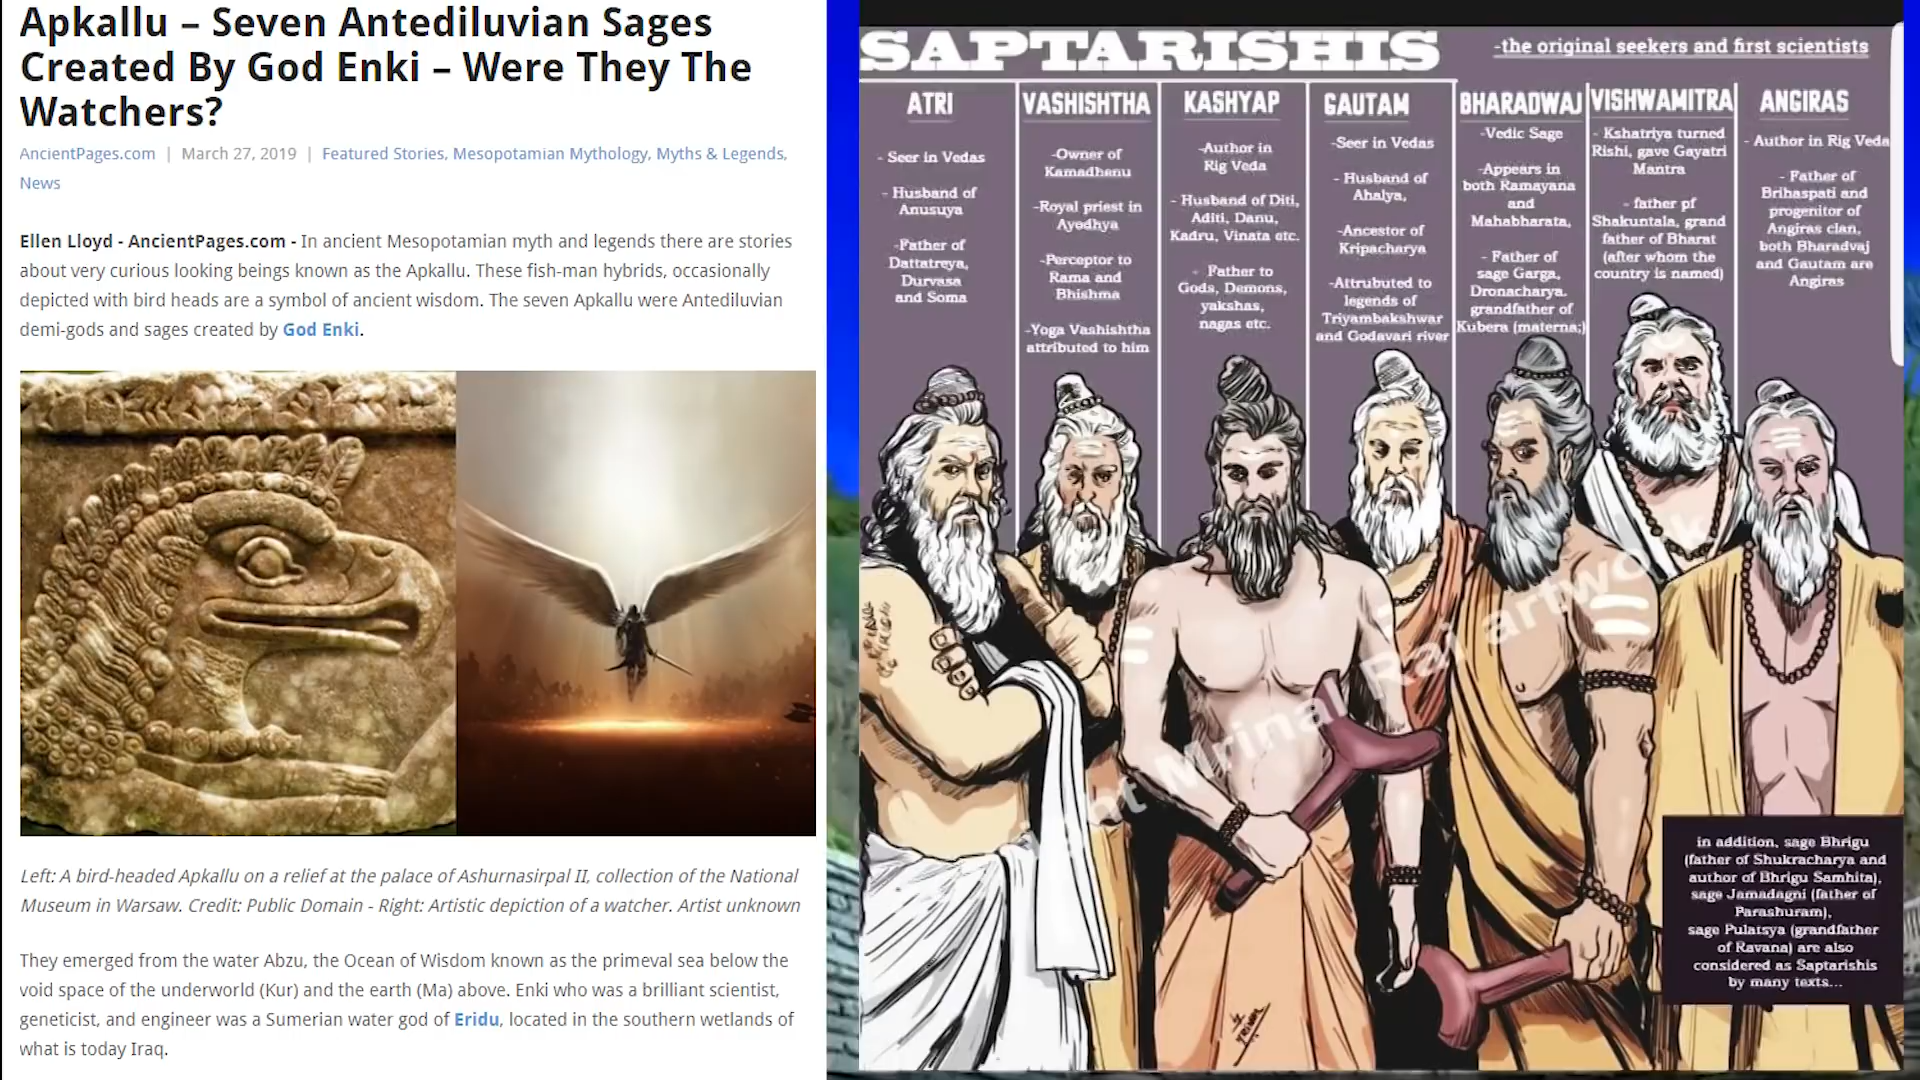 Apkallu – Seven Antediluvian Sages
Created By God Enki – Were They The
Watchers?
AncientPages.com | March 27, 2019 | Featured Stories, Mesopotamian Mythology, Myths & Legends,
News
Ellen Lloyd - AncientPages.com - In ancient Mesopotamian myth and legends there are stories
about very curious looking beings known as the Apkallu. These fish-man hybrids, occasionally
depicted with bird heads are a symbol of ancient wisdom. The seven Apkallu were Antediluvian
demi-gods and sages created by God Enki.
Left: A bird-headed Apkallu on a relief at the palace of Ashurnasirpal II, collection of the National
Museum in Warsaw. Credit: Public Domain - Right: Artistic depiction of a watcher. Artist unknown
They emerged from the water Abzu, the Ocean of Wisdom known as the primeval sea below the
void space of the underworld (Kur) and the earth (Ma) above. Enki who was a brilliant scientist,
geneticist, and engineer was a Sumerian water god of Eridu, located in the southern wetlands of
what is today Iraq.
SAPTARISHIS
-the original seekers and first scientists
ATRI
- Seer in Vedas
- Husband of
Anusuya
-Father of
Dattatreya,
Durvasa
and Soma
VASHISHTHA
-Owner of
Kamadhenu
-Royal priest in
Ayodhya
-Perceptor to
Rama and
Bhishma
-Yoga Vashishtha
attributed to him
KASHYAP
-Author in
Rig Veda
- Husband of Diti,
Aditi, Danu,
Kadru, Vinata etc.
- Father to
Gods, Demons,
yakshas,
nagas etc.
GAUTAM
-Seer in Vedas
- Husband of
Ahalya,
-Ancestor of
Kripacharya
-Attrubuted to
legends of
Triyambakshwar
and Godavari river
BHARADWAJ
-Vedic Sage
-Appears in
both Ramayana
and
Mahabharata,
- Father of
sage Garga,
Dronacharya.
grandfather of
Kubera (materna;)
VISHWAMITRA
- Kshatriya turned
Rishi, gave Gayatri
Mantra
- father pf
Shakuntala, grand
father of Bharat
(after whom the
country is named)
ANGIRAS
- Author in Rig Veda
- Father of
Brihaspati and
progenitor of
Angiras clan,
both Bharadvaj
and Gautam are
Angiras
Mrinal Rai artwork
in addition, sage Bhrigu
(father of Shukracharya and
author of Bhrigu Samhita),
sage Jamadagni (father of
Parashuram),
sage Pulatsya (grandfather
of Ravana) are also
considered as Saptarishis
by many texts...